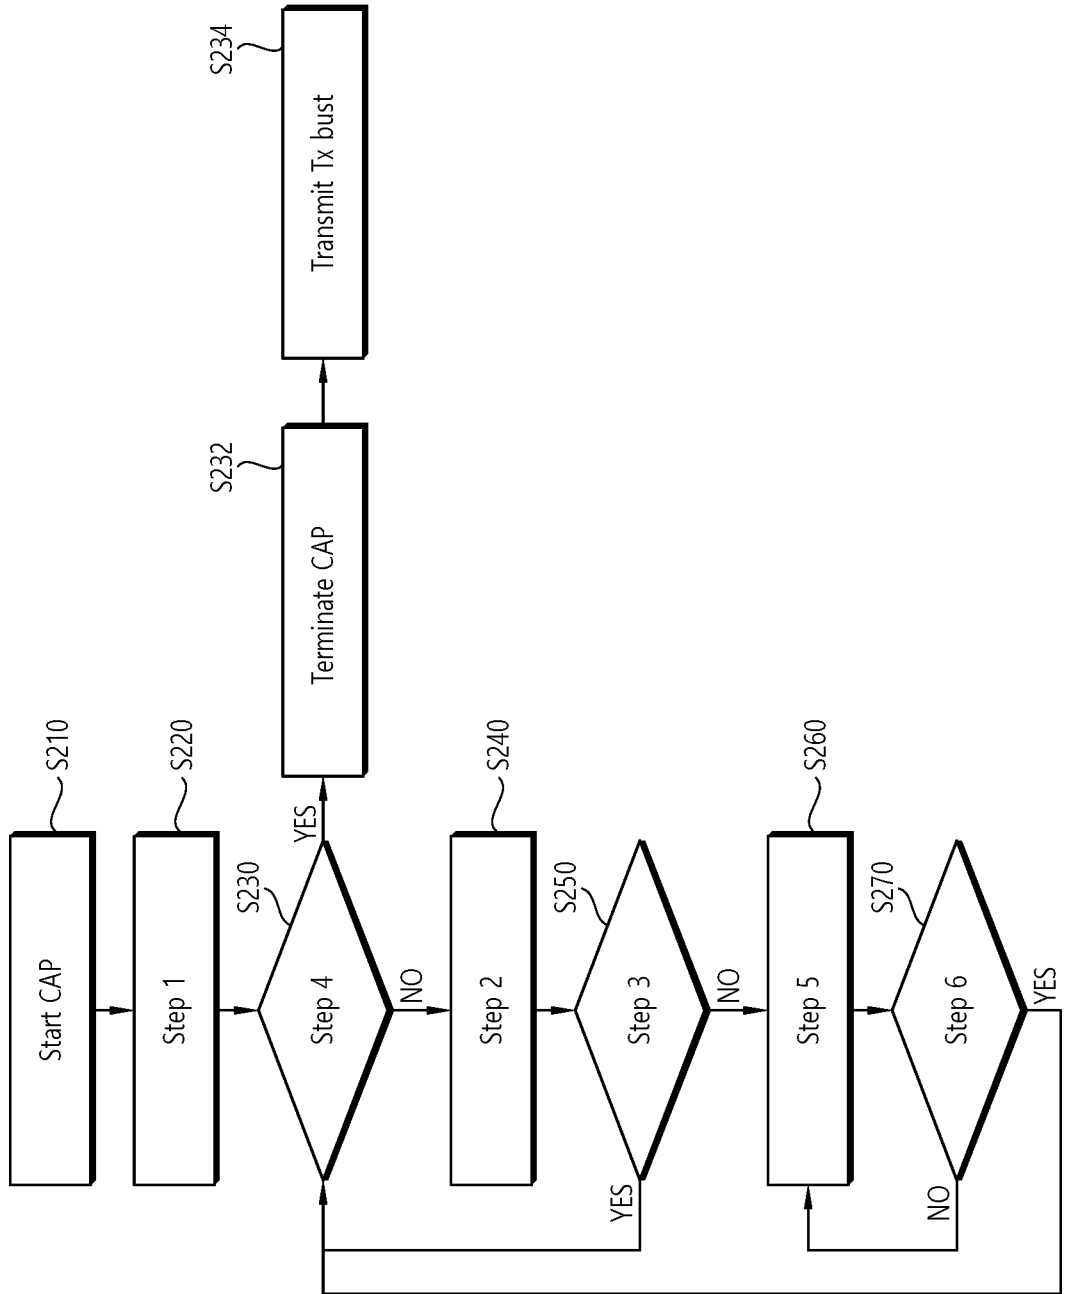 Start CAP
S210
Step 1
S220
Step 4
S230
YES
NO
Terminate CAP
S232
Transmit Tx bust
S234
Step 2
S240
Step 3
S250
YES
NO
Step 5
S260
Step 6
S270
NO
YES